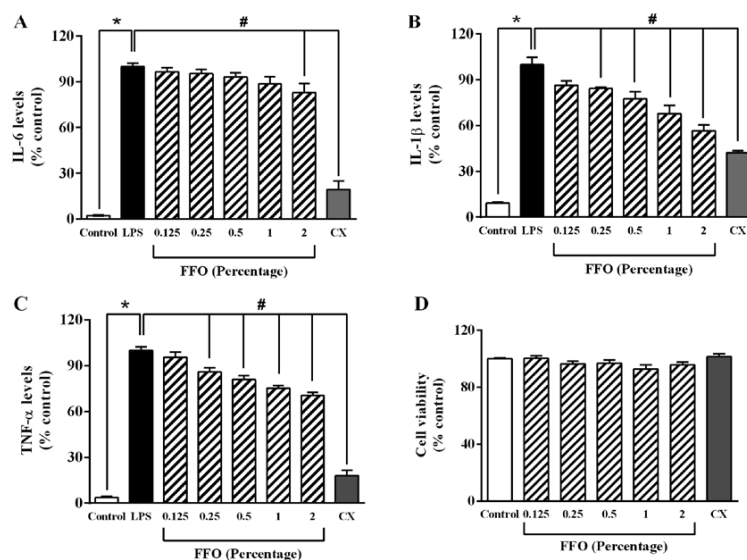 A
*
#
IL-6 levels
(% control)
120
90
60
30
0
Control LPS 0.125 0.25 0.5 1 2 CX
FFO (Percentage)
B
*
#
IL-1β levels
(% control)
120
90
60
30
0
Control LPS 0.125 0.25 0.5 1 2 CX
FFO (Percentage)
C
*
#
TNF-α levels
(% control)
120
90
60
30
0
Control LPS 0.125 0.25 0.5 1 2 CX
FFO (Percentage)
D
Cell viability
(% control)
120
80
40
0
Control 0.125 0.25 0.5 1 2 CX
FFO (Percentage)